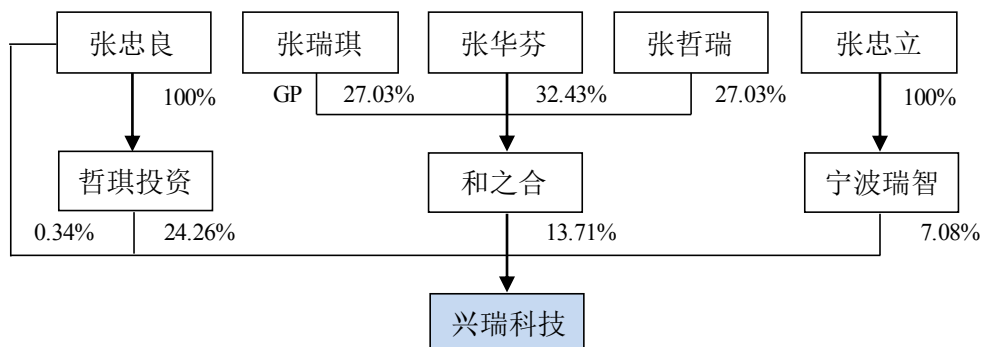 张忠良
张瑞琪
张华芬
张哲瑞
张忠立
100%
GP
27.03%
32.43%
27.03%
100%
哲琪投资
和之合
宁波瑞智
0.34%
24.26%
13.71%
7.08%
兴瑞科技